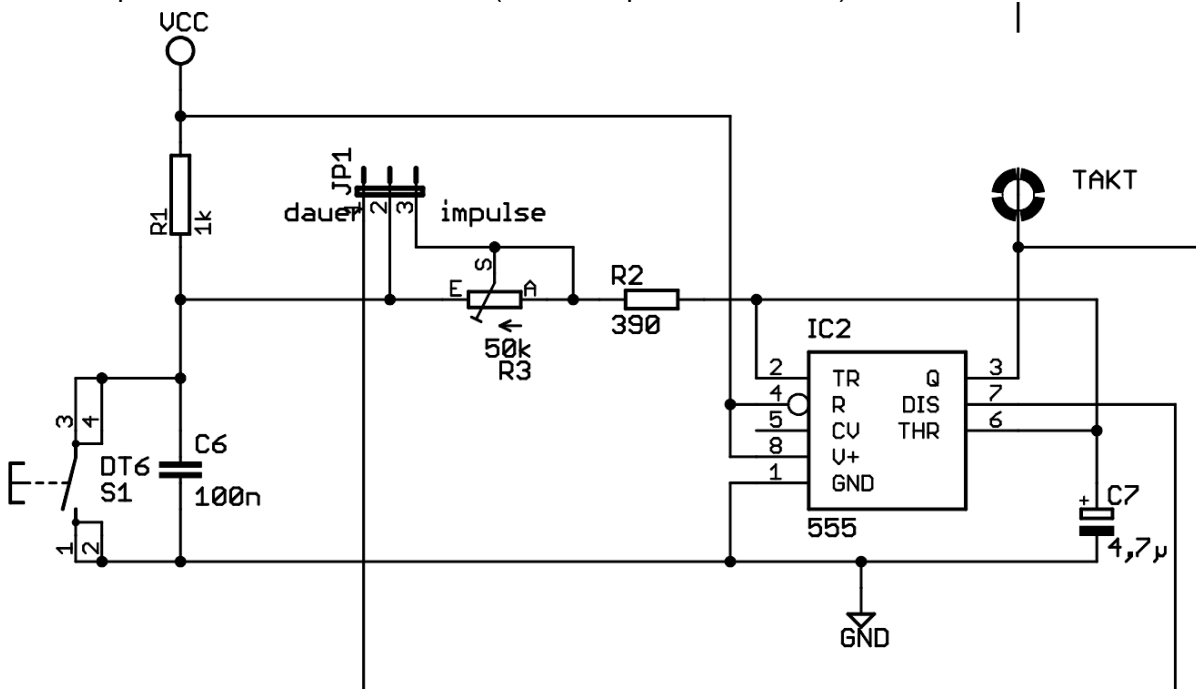 VCC
JP1
1 2 3
dauer impulse
TAKT
R1
1k
S
E A
R2
390
50k
R3
IC2
2 TR Q 3
4 R DIS 7
5 CV THR 6
8 V+
1 GND
555
3 4
DT6
S1
1 2
C6
100n
+ C7
4,7µ
GND